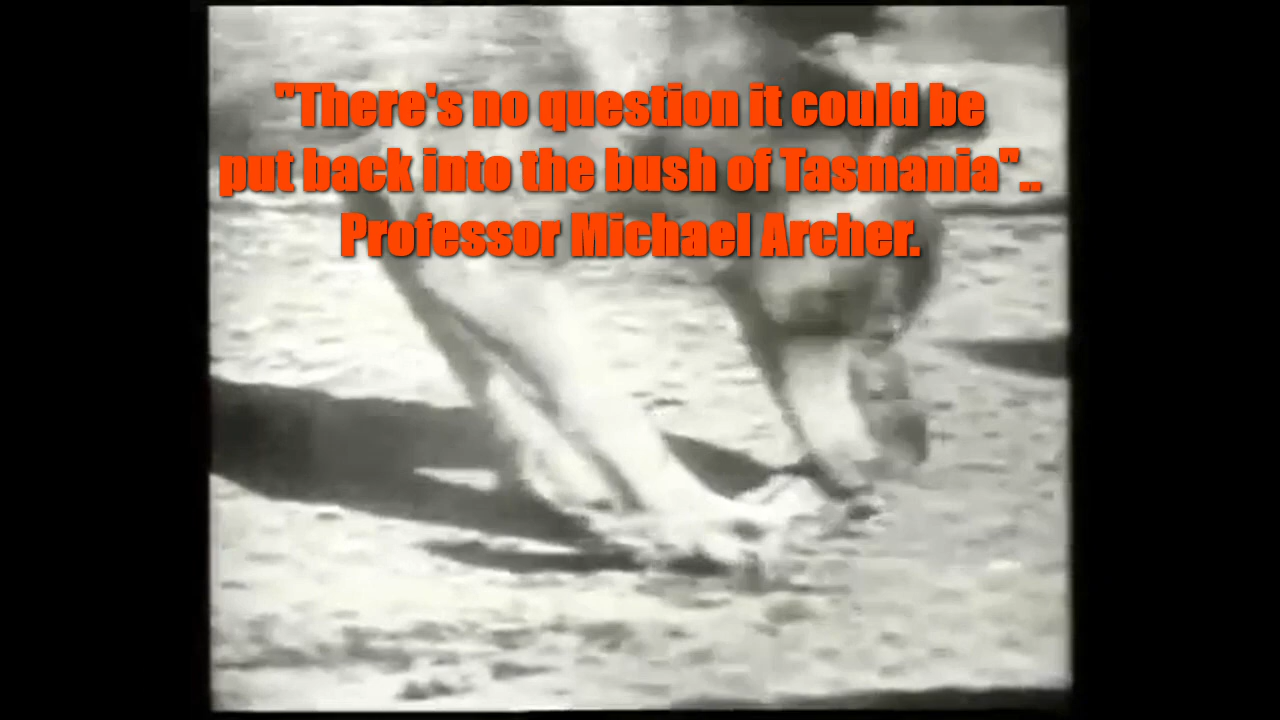 "There's no question it could be
put back into the bush of Tasmania"..
Professor Michael Archer.